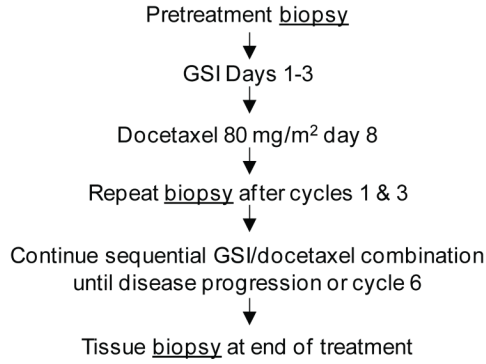 Pretreatment biopsy
GSI Days 1-3
Docetaxel 80 mg/m² day 8
Repeat biopsy after cycles 1 & 3
Continue sequential GSI/docetaxel combination
until disease progression or cycle 6
Tissue biopsy at end of treatment